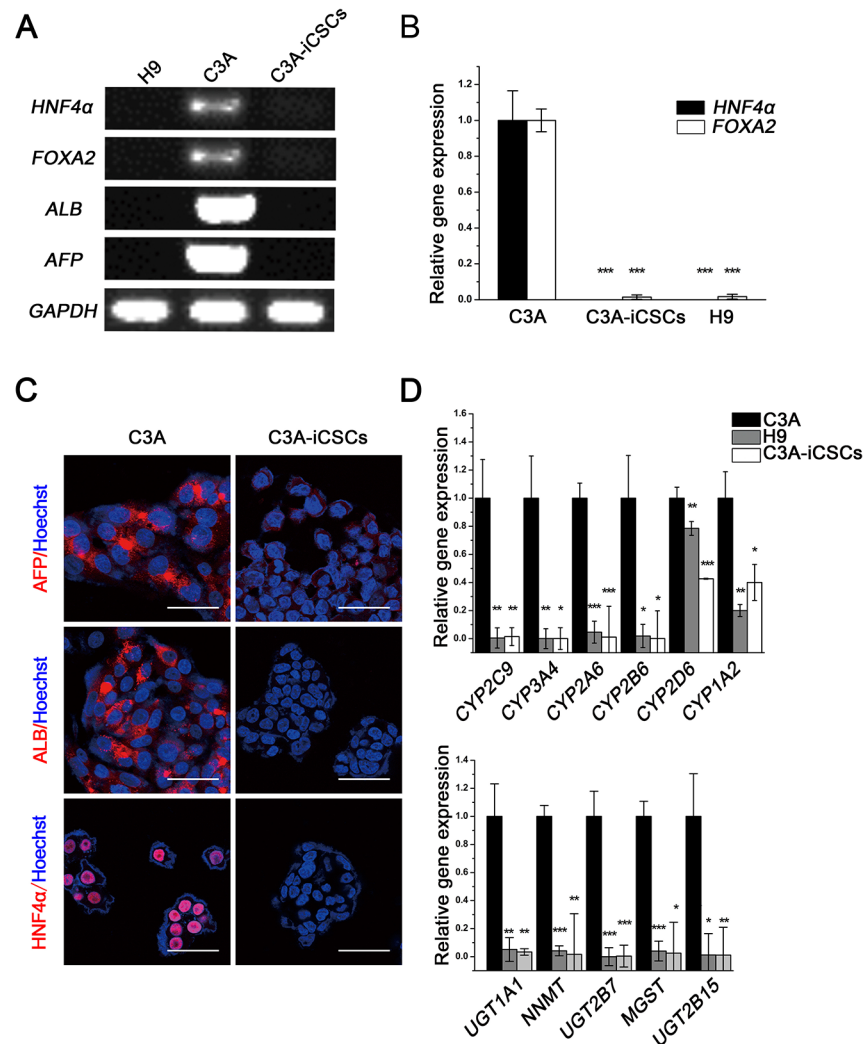 A
H9
C3A
C3A-iCSCs
HNF4α
FOXA2
ALB
AFP
GAPDH
B
Relative gene expression
1.2
1.0
0.8
0.6
0.4
0.2
0.0
HNF4α
FOXA2
*** ***
*** ***
C3A
C3A-iCSCs
H9
C
C3A
C3A-iCSCs
AFP/Hoechst
ALB/Hoechst
HNF4α/Hoechst
D
Relative gene expression
1.6
1.4
1.2
1.0
0.8
0.6
0.4
0.2
0.0
C3A
H9
C3A-iCSCs
** **
** *
*** ***
* *
** ***
** *
CYP2C9
CYP3A4
CYP2A6
CYP2B6
CYP2D6
CYP1A2
Relative gene expression
1.4
1.2
1.0
0.8
0.6
0.4
0.2
0.0
** **
*** **
*** ***
*** *
* **
UGT1A1
NNMT
UGT2B7
MGST
UGT2B15